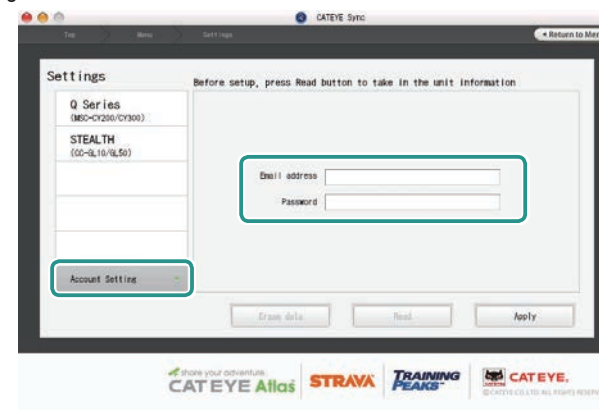 CATEYE Sync
Top Menu Settings
Return to Mer
Settings
Before setup, press Read button to take in the unit information
Q Series
(MSC-CY200/CY300)
STEALTH
(CC-GL10/GL50)
Email address
Password
Account Setting
Erase data Read Apply
share your adventure.
CATEYE Atlas
STRAVA
TRAINING
PEAKS
CATEYE.